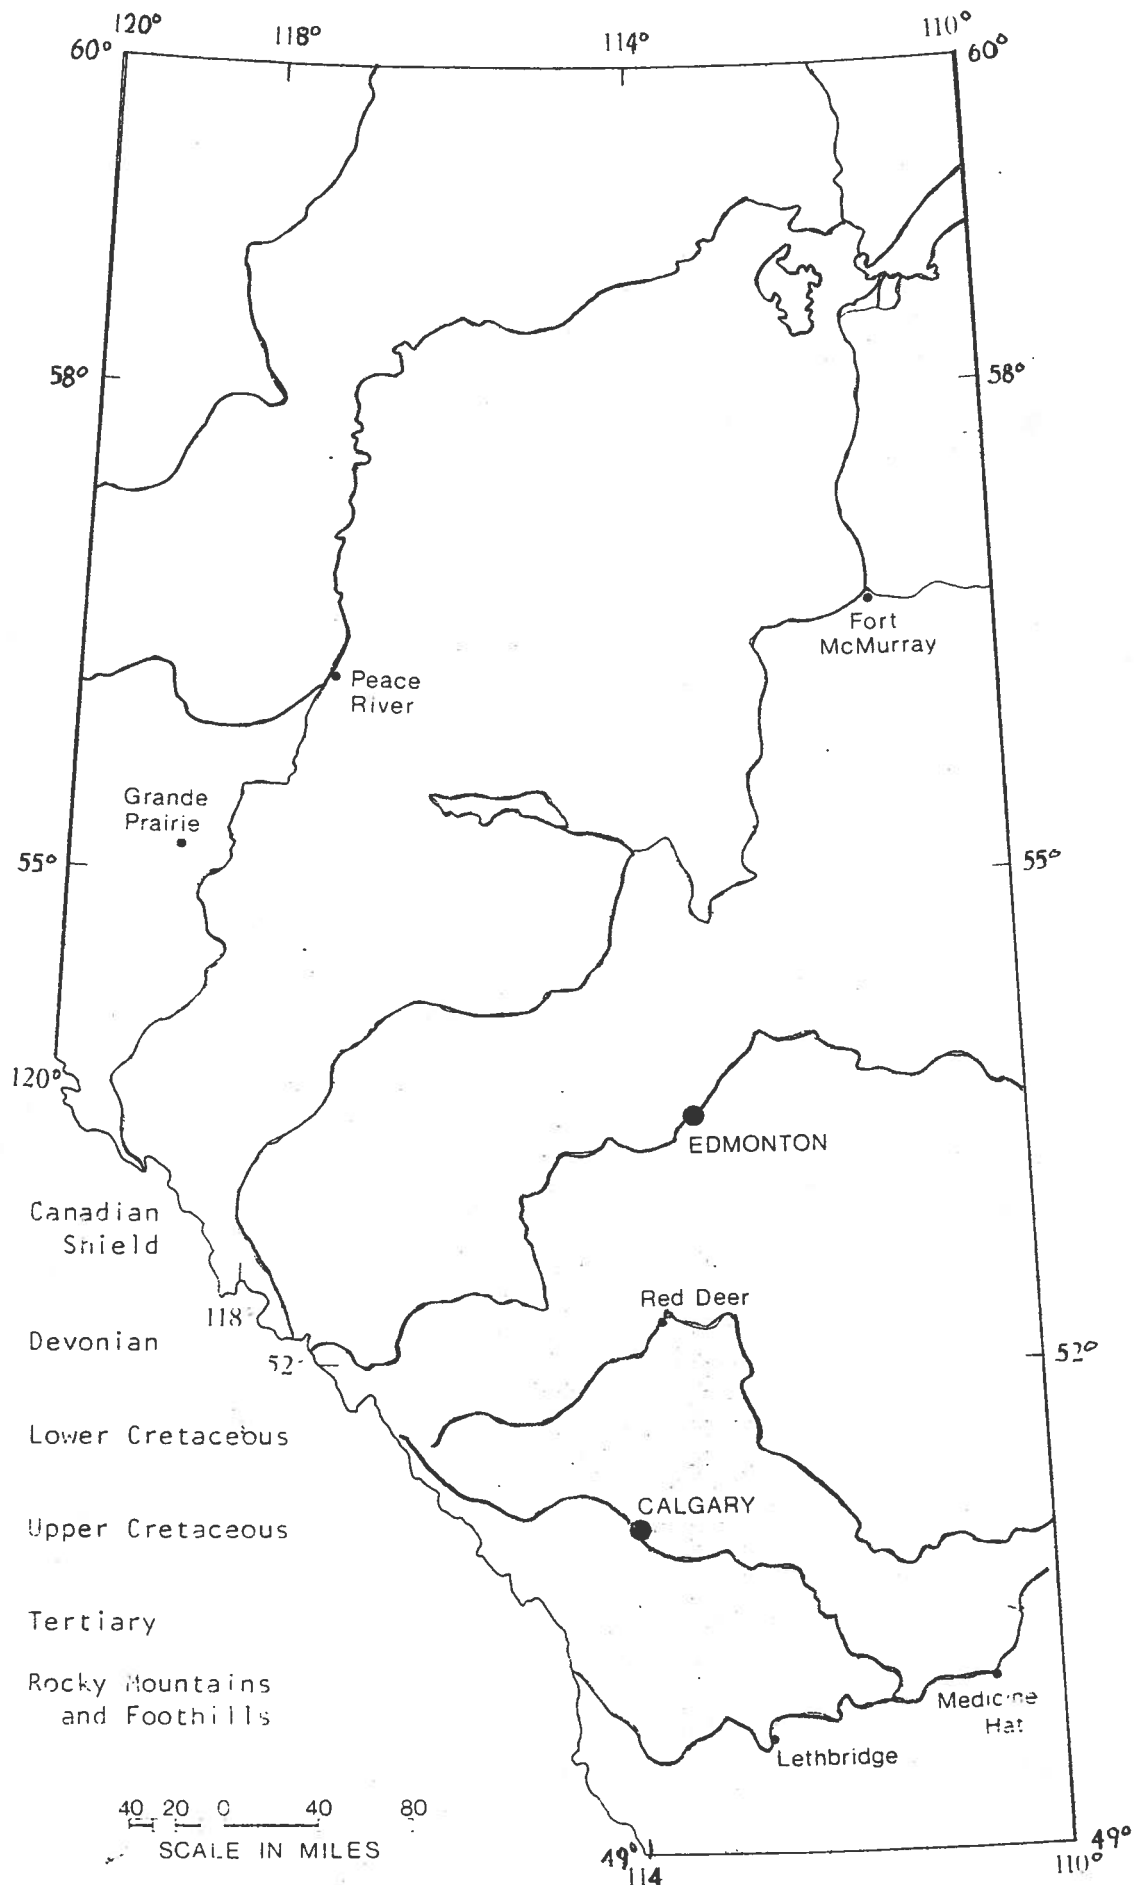 120°
118°
114°
110°
60°
60°
58°
58°
Fort
McMurray
Peace
River
Grande
Prairie
55°
55°
120°
EDMONTON
Canadian
Shield
Red Deer
118
Devonian
52
52°
Lower Cretaceous
CALGARY
Upper Cretaceous
Tertiary
Rocky Mountains
and Foothills
Medicine
Hat
Lethbridge
40 20 0 40 80
SCALE IN MILES
49°
114
49°
110°